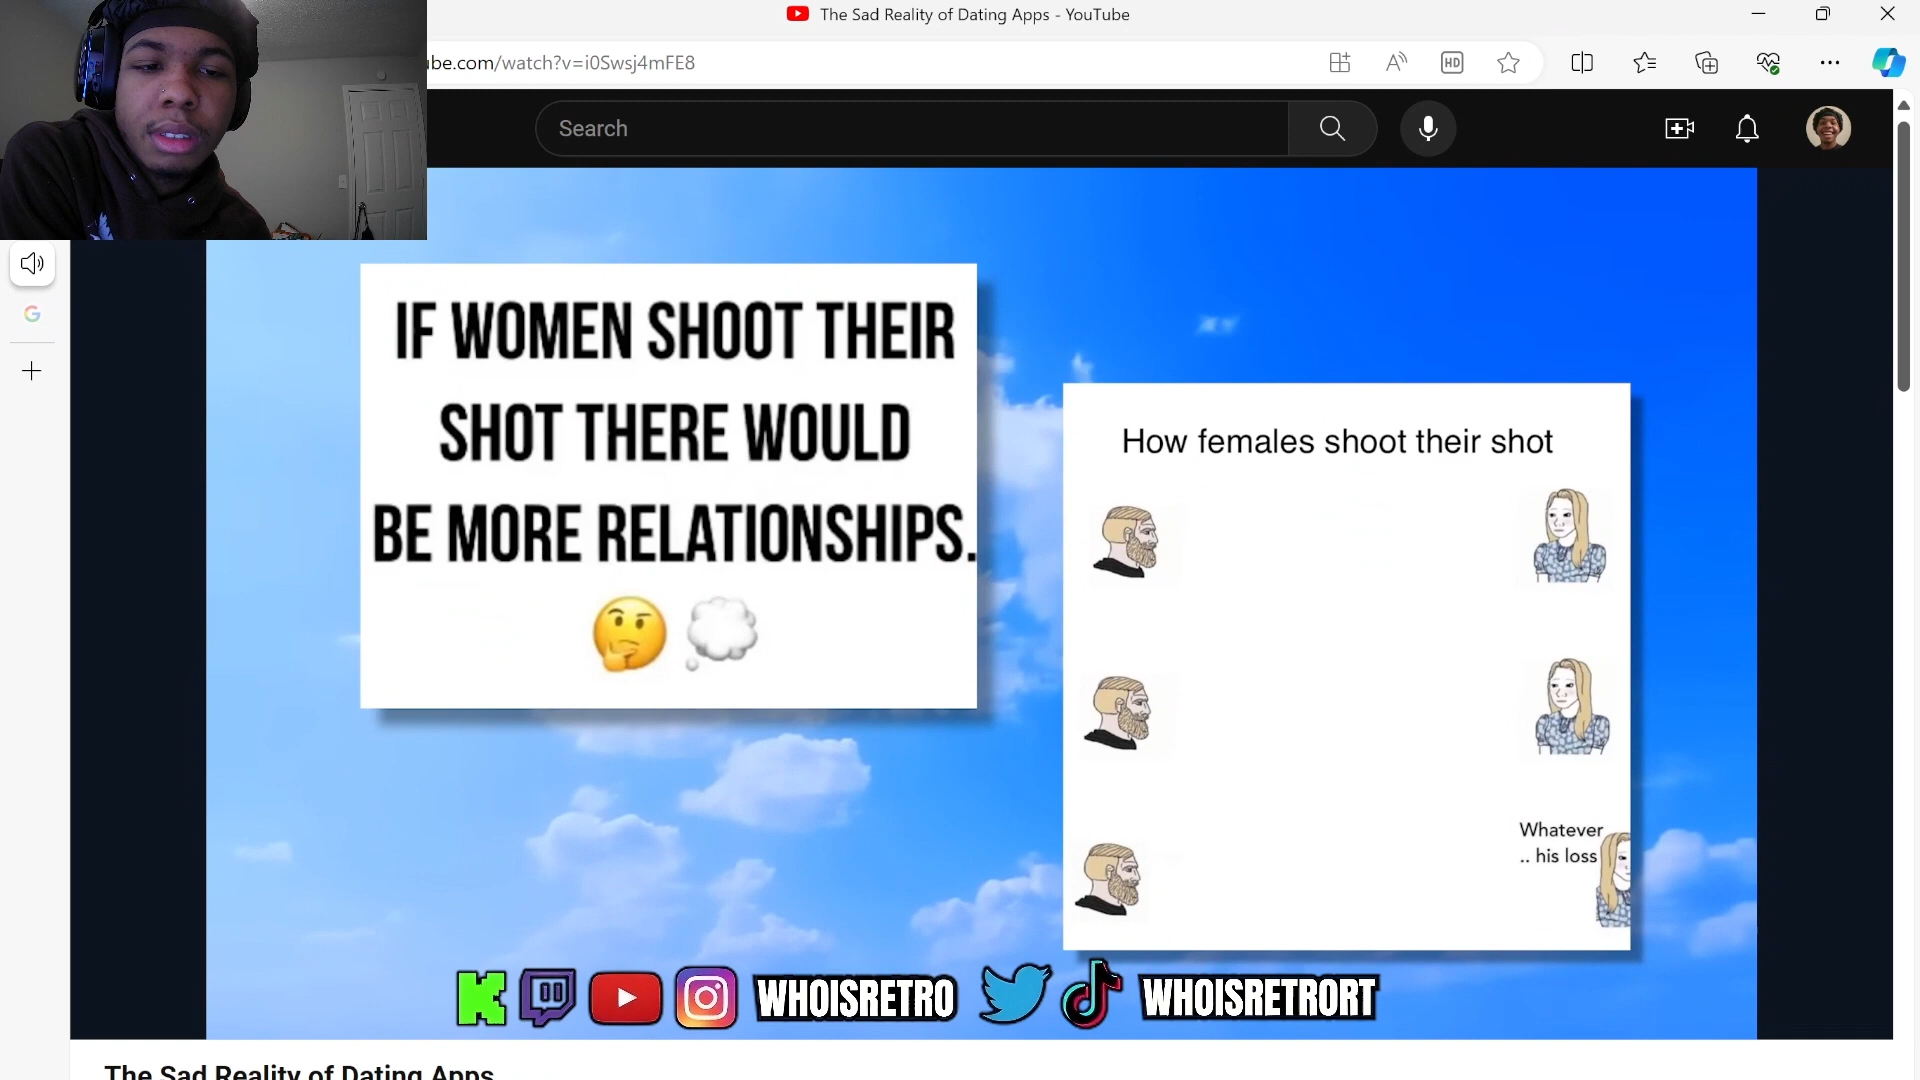 The Sad Reality of Dating Apps - YouTube
be.com/watch?v=i0Swsj4mFE8
HD
Search
IF WOMEN SHOOT THEIR
SHOT THERE WOULD
BE MORE RELATIONSHIPS.
How females shoot their shot
Whatever
.. his loss
WHOISRETRO
WHOISRETRORT
The Sad Reality of Dating Apps